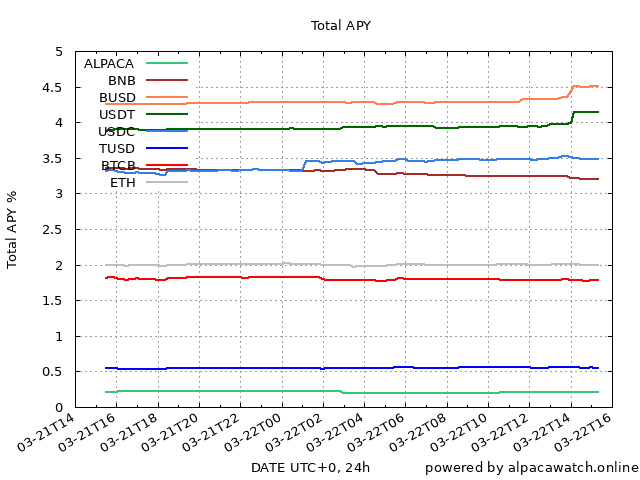 Total APY
Total APY %
5
4.5
4
3.5
3
2.5
2
1.5
1
0.5
0
ALPACA
BNB
BUSD
USDT
USDC
TUSD
BTCB
ETH
03-21T14
03-21T16
03-21T18
03-21T20
03-21T22
03-22T00
03-22T02
03-22T04
03-22T06
03-22T08
03-22T10
03-22T12
03-22T14
03-22T16
DATE UTC+0, 24h
powered by alpacawatch.online